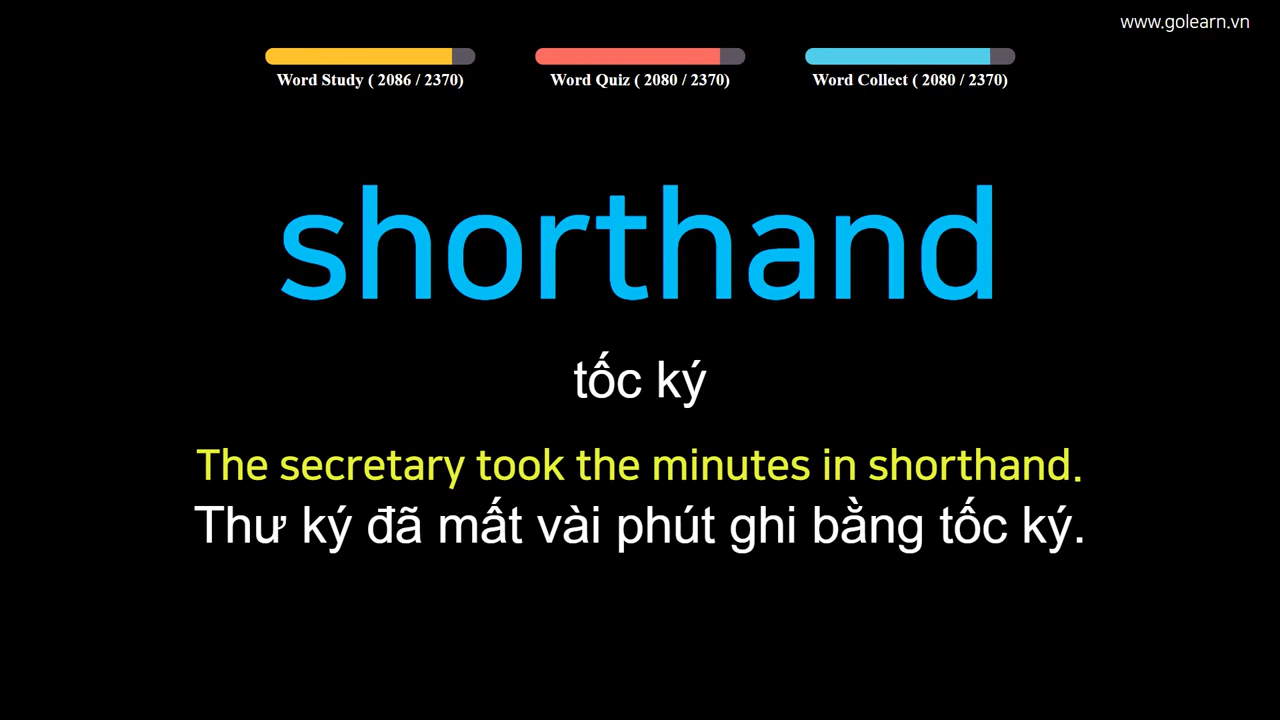 www.golearn.vn
Word Study ( 2086 / 2370)
Word Quiz ( 2080 / 2370)
Word Collect ( 2080 / 2370)
shorthand
tốc ký
The secretary took the minutes in shorthand.
Thư ký đã mất vài phút ghi bằng tốc ký.